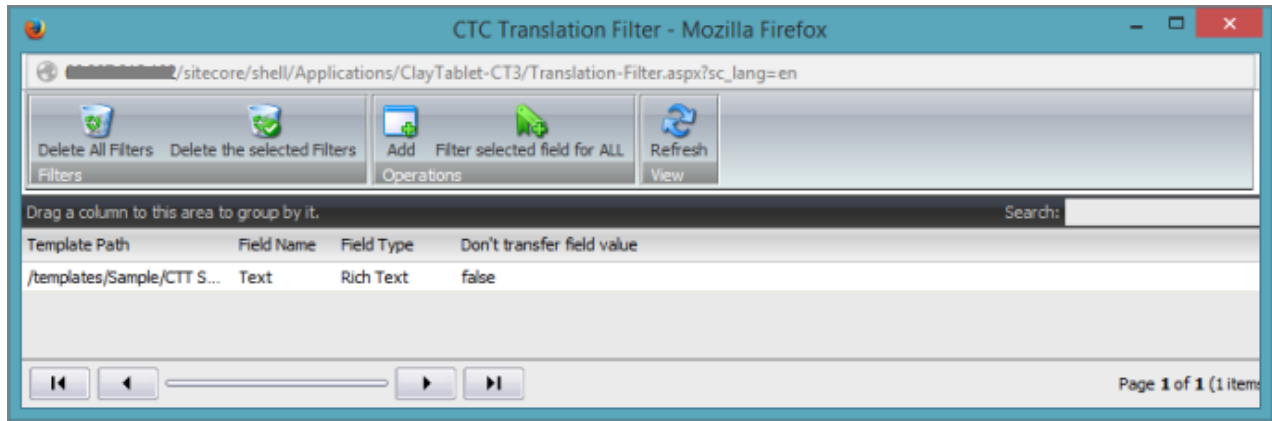 CTC Translation Filter - Mozilla Firefox
/sitecore/shell/Applications/ClayTablet-CT3/Translation-Filter.aspx?sc_lang=en
Delete All Filters Delete the selected Filters Add Filter selected field for ALL Refresh
Filters Operations View
Drag a column to this area to group by it. Search:
Template Path Field Name Field Type Don't transfer field value
/templates/Sample/CTT S... Text Rich Text false
Page 1 of 1 (1 items